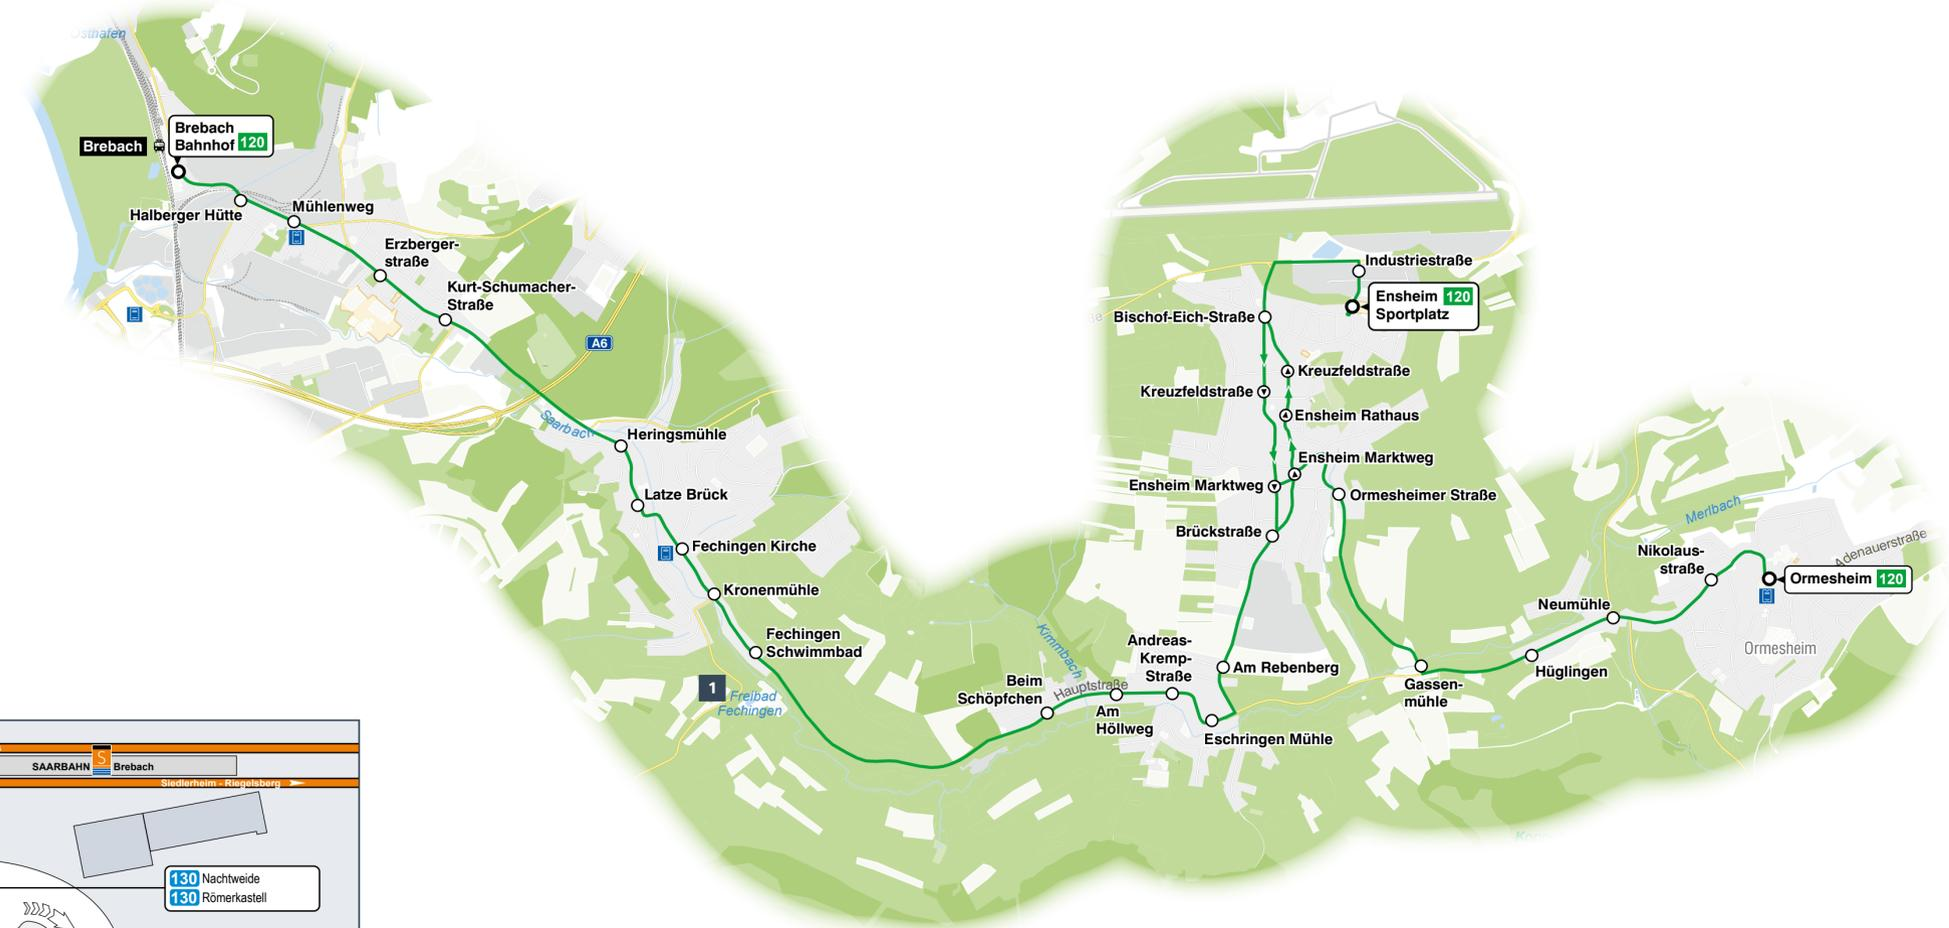 Osthafen
Brebach
Brebach
Bahnhof 120
Halberger Hütte
Mühlenweg
Erzberger-
straße
Kurt-Schumacher-
Straße
A6
Saarbach
Heringsmühle
Latze Brück
Fechingen Kirche
Kronenmühle
Fechingen
Schwimmbad
1
Freibad
Fechingen
Beim
Schöpfchen
Hauptstraße
Kimmbach
Am
Höllweg
Andreas-
Kremp-
Straße
Eschringen Mühle
Am Rebenberg
Brückstraße
Ensheim Marktweg
Ensheim Marktweg
Ensheim Rathaus
Kreuzfeldstraße
Kreuzfeldstraße
Bischof-Eich-Straße
Industriestraße
Ensheim 120
Sportplatz
Ormesheimer Straße
Gassen-
mühle
Hüglingen
Neumühle
Nikolaus-
straße
Merlbach
Adenauerstraße
Ormesheim 120
Ormesheim
SAARBAHN S Brebach
Siedlerheim - Riegelsberg
130 Nachtweide
130 Römerkastell